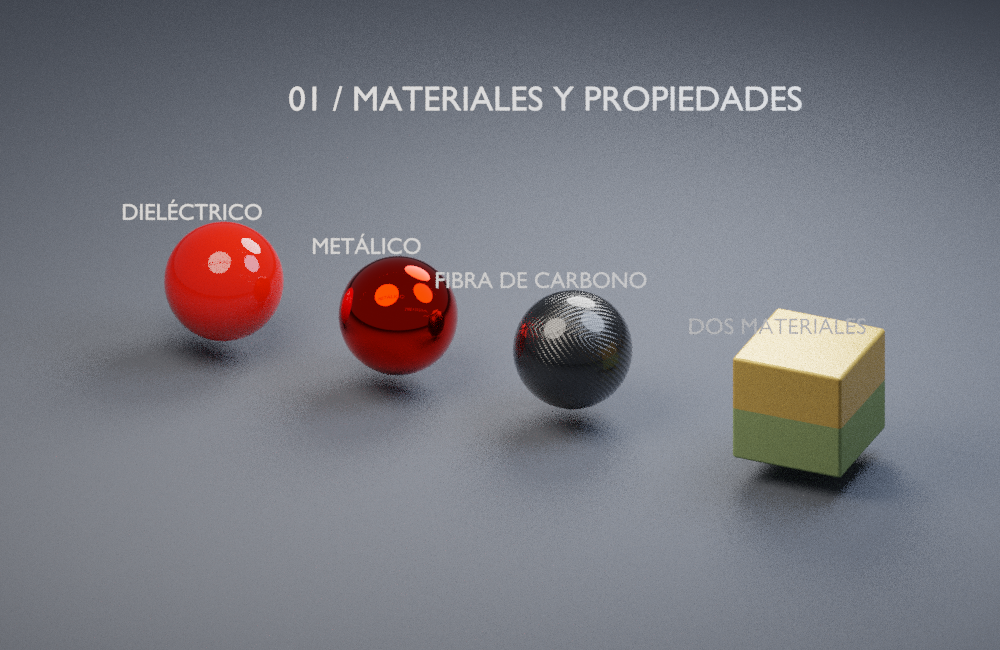 01 / MATERIALES Y PROPIEDADES
DIELÉCTRICO
METÁLICO
FIBRA DE CARBONO
DOS MATERIALES